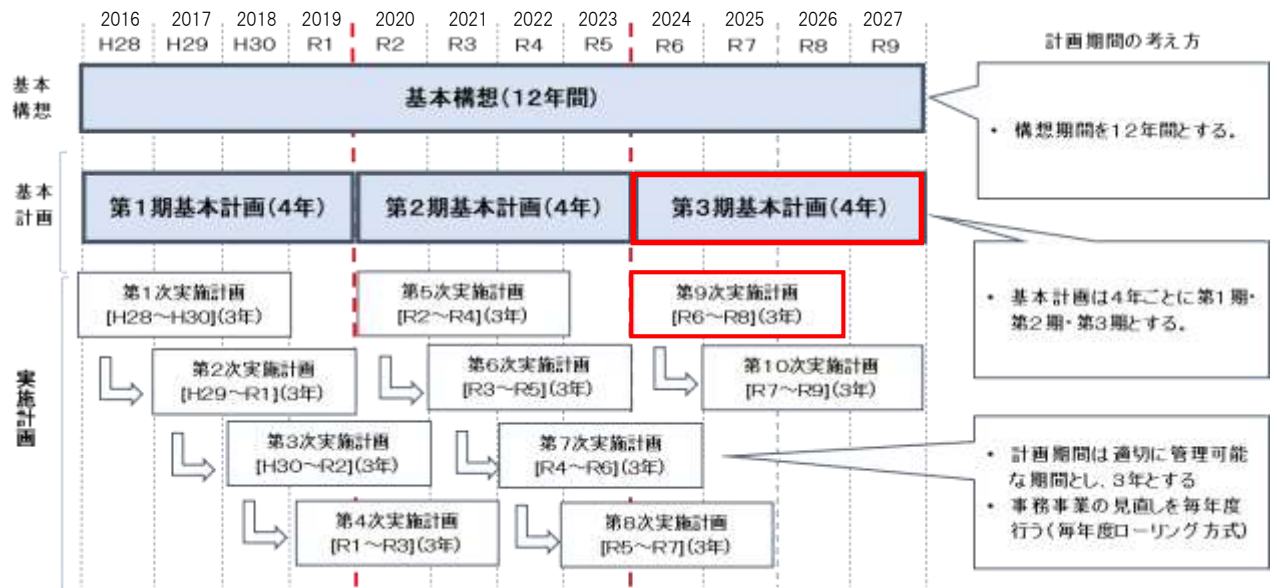 2016 2017 2018 2019 2020 2021 2022 2023 2024 2025 2026 2027
H28 H29 H30 R1 R2 R3 R4 R5 R6 R7 R8 R9
計画期間の考え方
基本
構想
基本構想(12年間)
・ 構想期間を12年間とする。
基本
計画
第1期基本計画(4年)
第2期基本計画(4年)
第3期基本計画(4年)
・ 基本計画は4年ごとに第1期・
第2期・第3期とする。
実施計画
第1次実施計画
[H28～H30](3年)
第5次実施計画
[R2～R4](3年)
第9次実施計画
[R6～R8](3年)
第2次実施計画
[H29～R1](3年)
第6次実施計画
[R3～R5](3年)
第10次実施計画
[R7～R9](3年)
第3次実施計画
[H30～R2](3年)
第7次実施計画
[R4～R6](3年)
第4次実施計画
[R1～R3](3年)
第8次実施計画
[R5～R7](3年)
・ 計画期間は適切に管理可能
な期間とし、3年とする
・ 事務事業の見直しを毎年度
行う(毎年度ローリング方式)